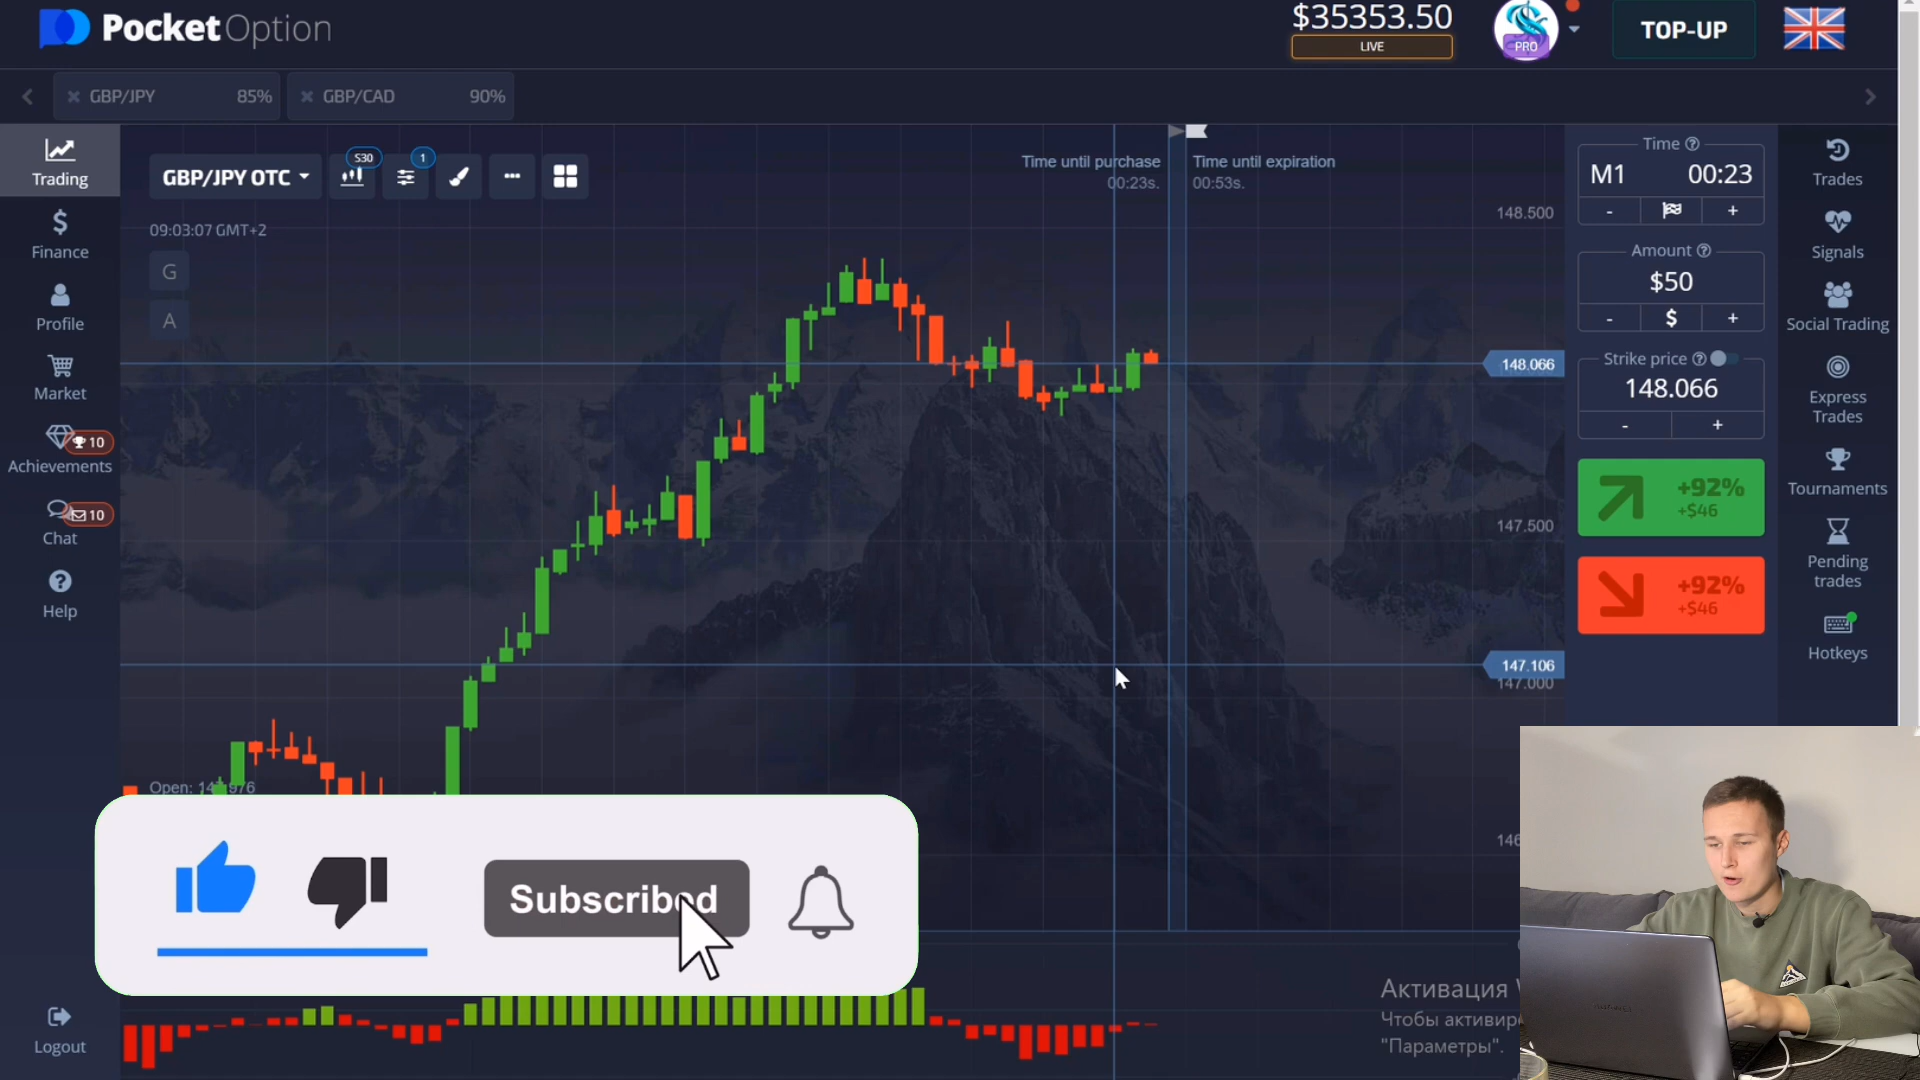 PocketOption
$35353.50
LIVE
PRO
TOP-UP
GBP/JPY 85%
GBP/CAD 90%
Trading
Finance
Profile
Market
10
Achievements
10
Chat
Help
Logout
GBP/JPY OTC
S30
1
09:03:07 GMT+2
G
A
Time until purchase
00:23s.
Time until expiration
00:53s.
148.500
148.066
147.500
147.106
147.000
Open:
Time
M1 00:23
- +
Amount
$50
- $ +
Strike price
148.066
- +
+92%
+$46
+92%
+$46
Trades
Signals
Social Trading
Express
Trades
Tournaments
Pending
trades
Hotkeys
Subscribed
Активация
Чтобы
"Параметры".